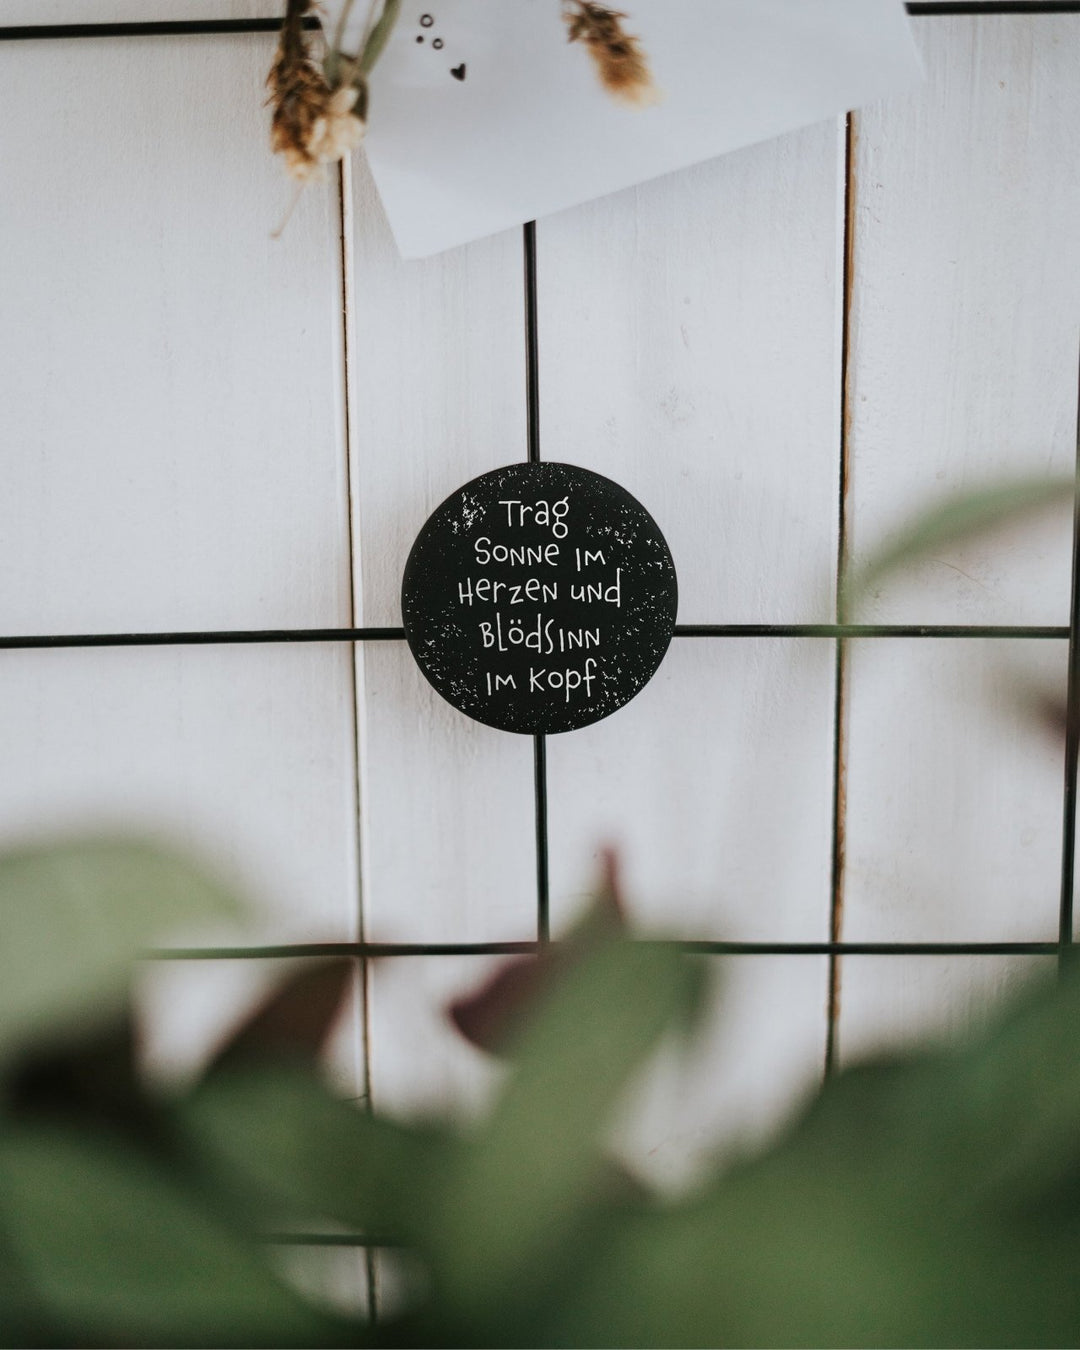 Trag
Sonne im
Herzen und
Blödsinn
im Kopf